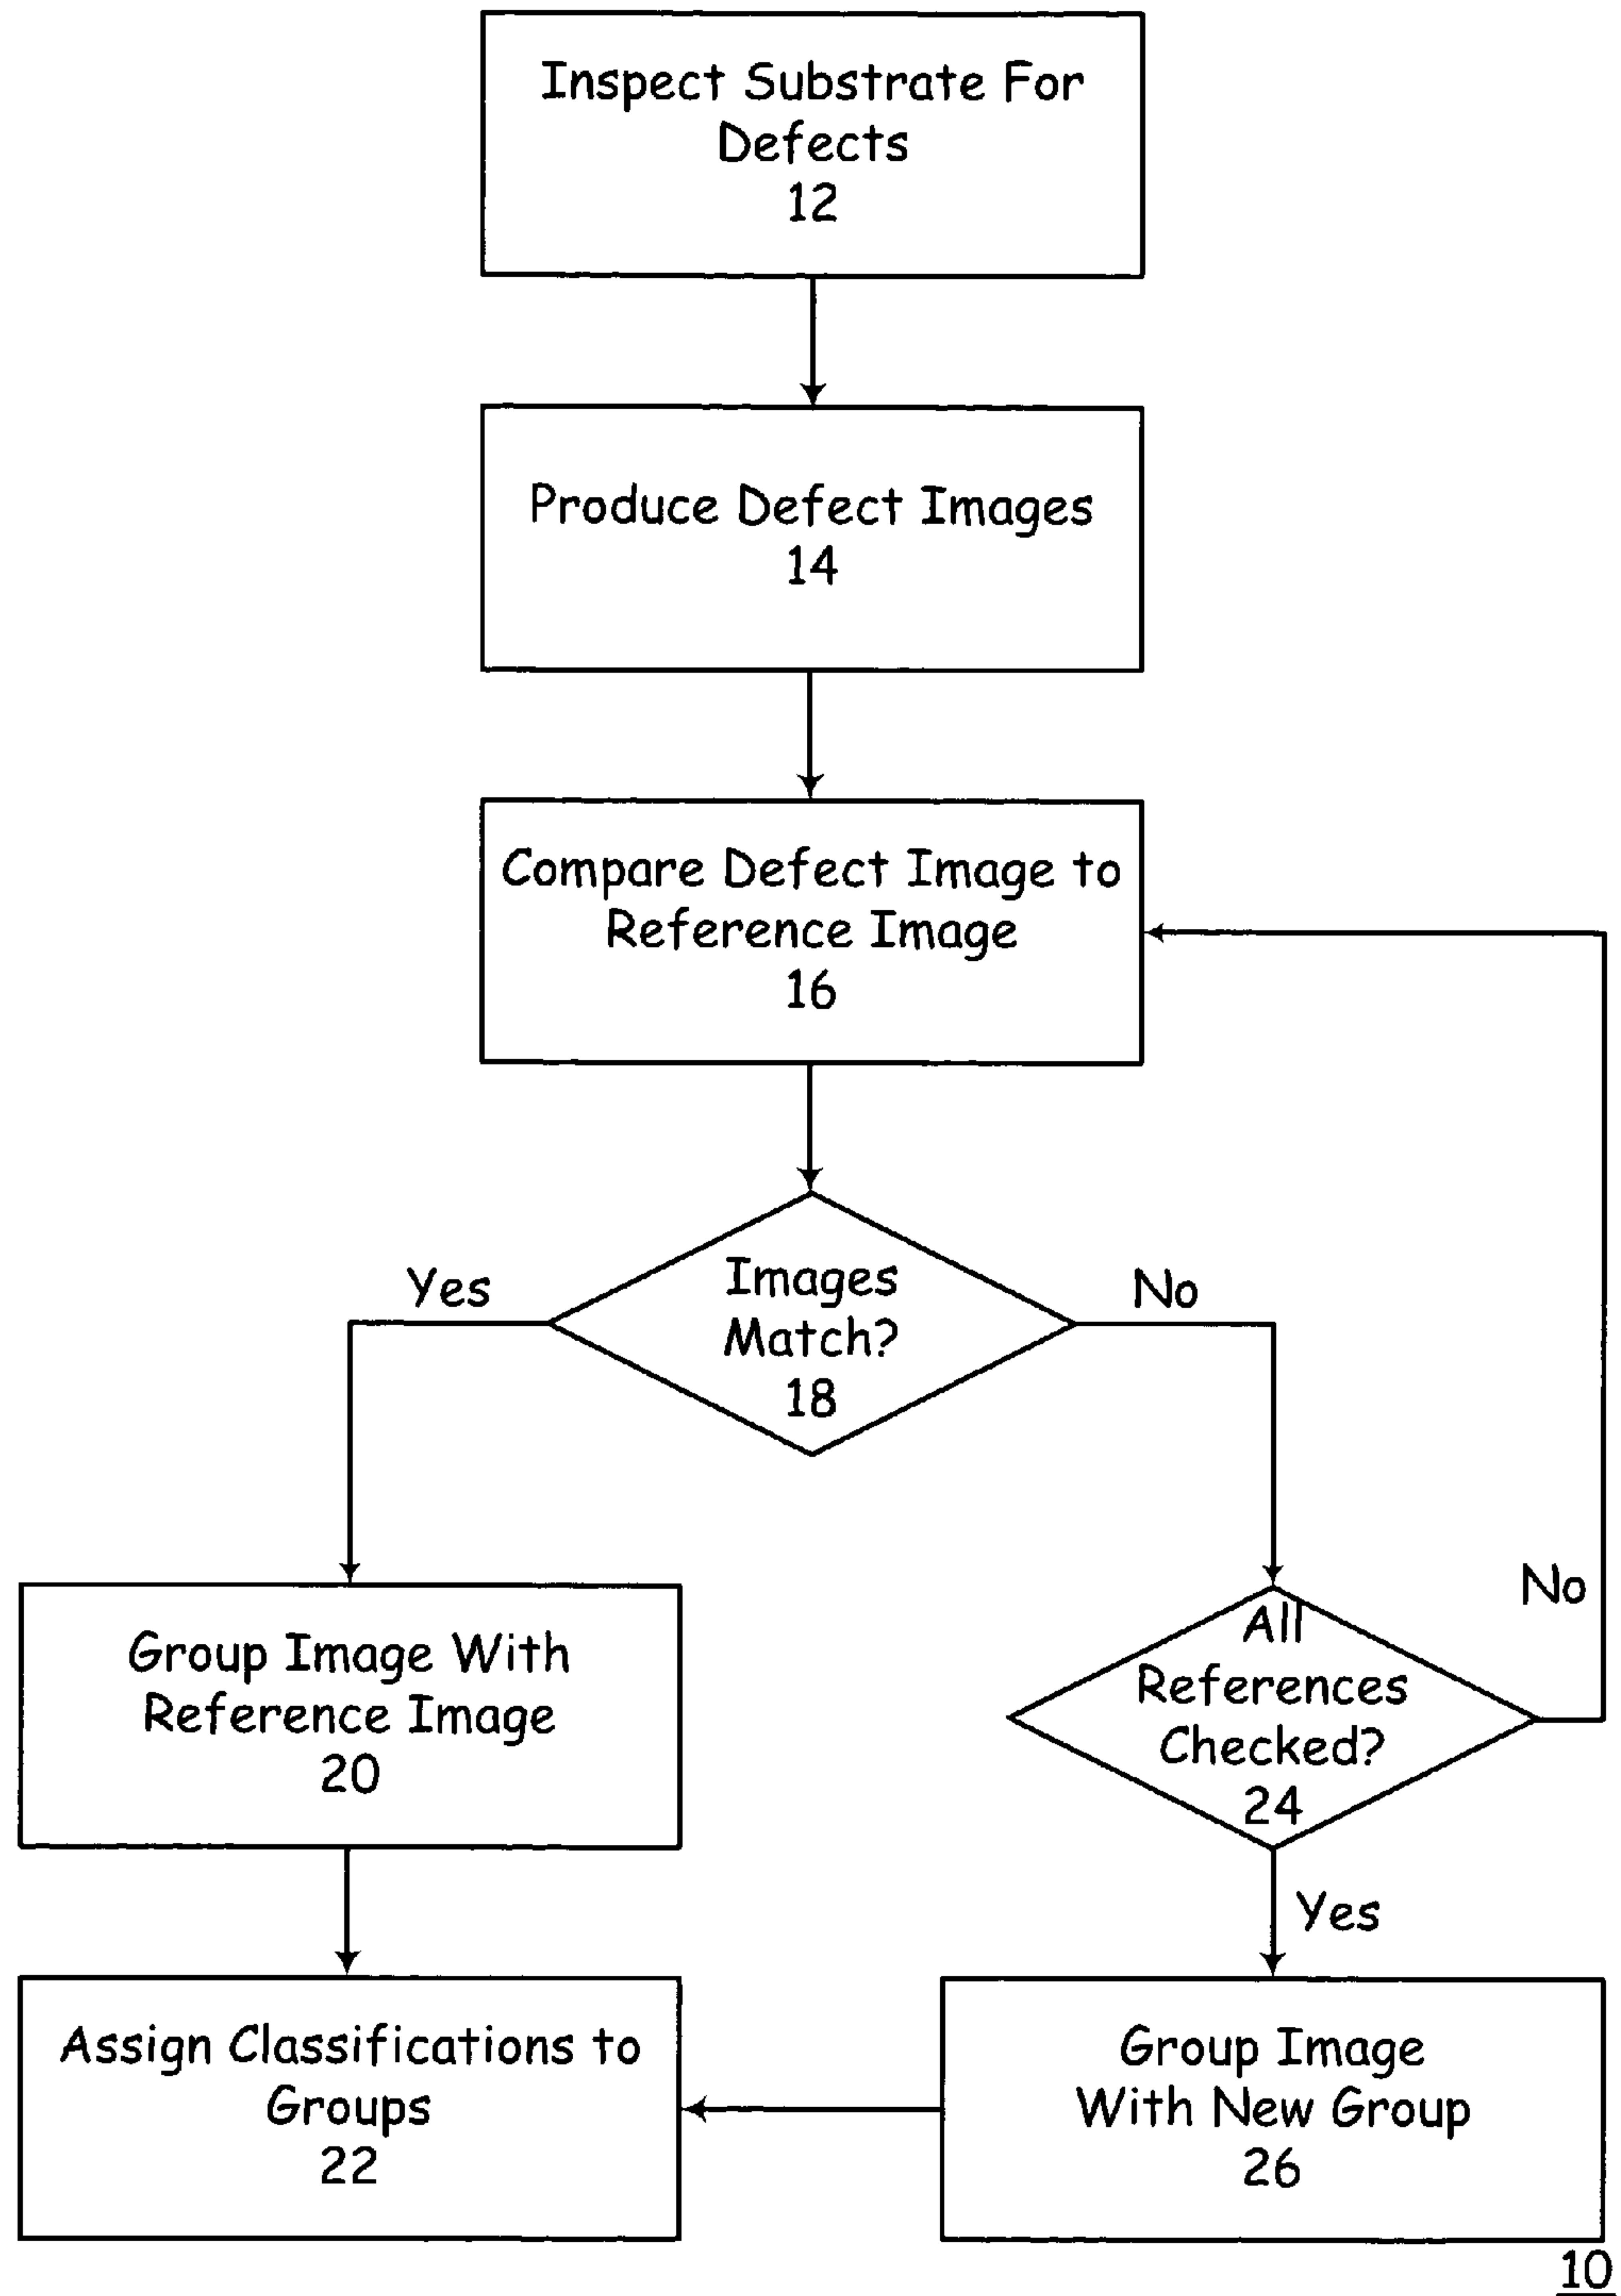 Inspect Substrate For
Defects
12
Produce Defect Images
14
Compare Defect Image to
Reference Image
16
Images
Match?
18
Yes
No
Group Image With
Reference Image
20
All
References
Checked?
24
No
Yes
Assign Classifications to
Groups
22
Group Image
With New Group
26
10